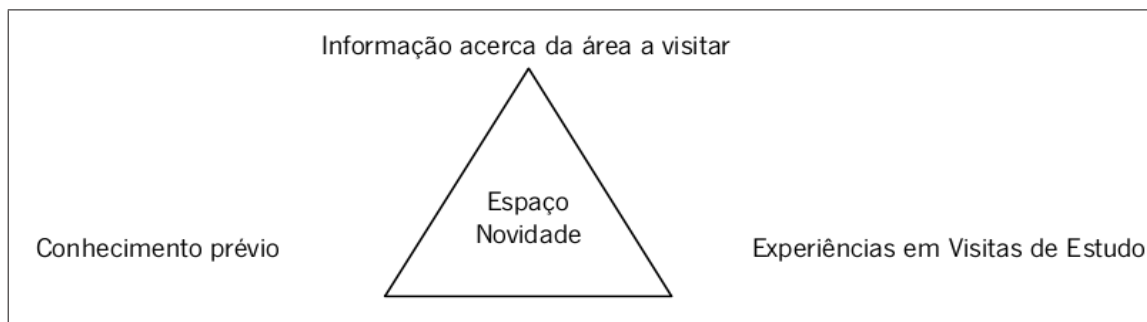 Informação acerca da área a visitar
Espaço
Novidade
Conhecimento prévio
Experiências em Visitas de Estudo